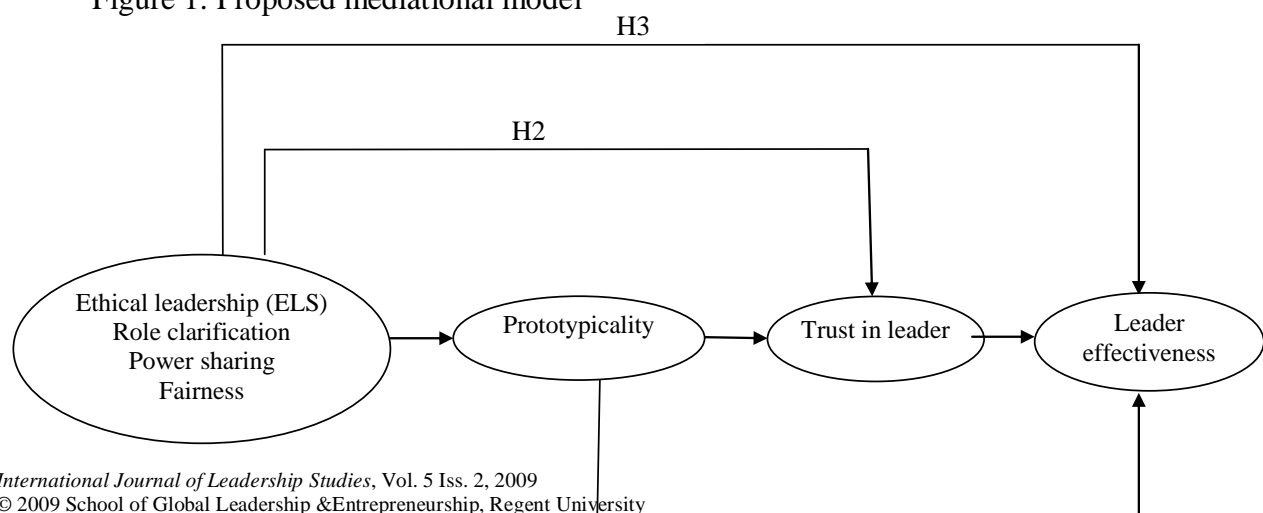 Figure 1. Proposed mediational model
H3
H2
Ethical leadership (ELS)
Role clarification
Power sharing
Fairness
Prototypicality
Trust in leader
Leader
effectiveness
International Journal of Leadership Studies, Vol. 5 Iss. 2, 2009
© 2009 School of Global Leadership &Entrepreneurship, Regent University